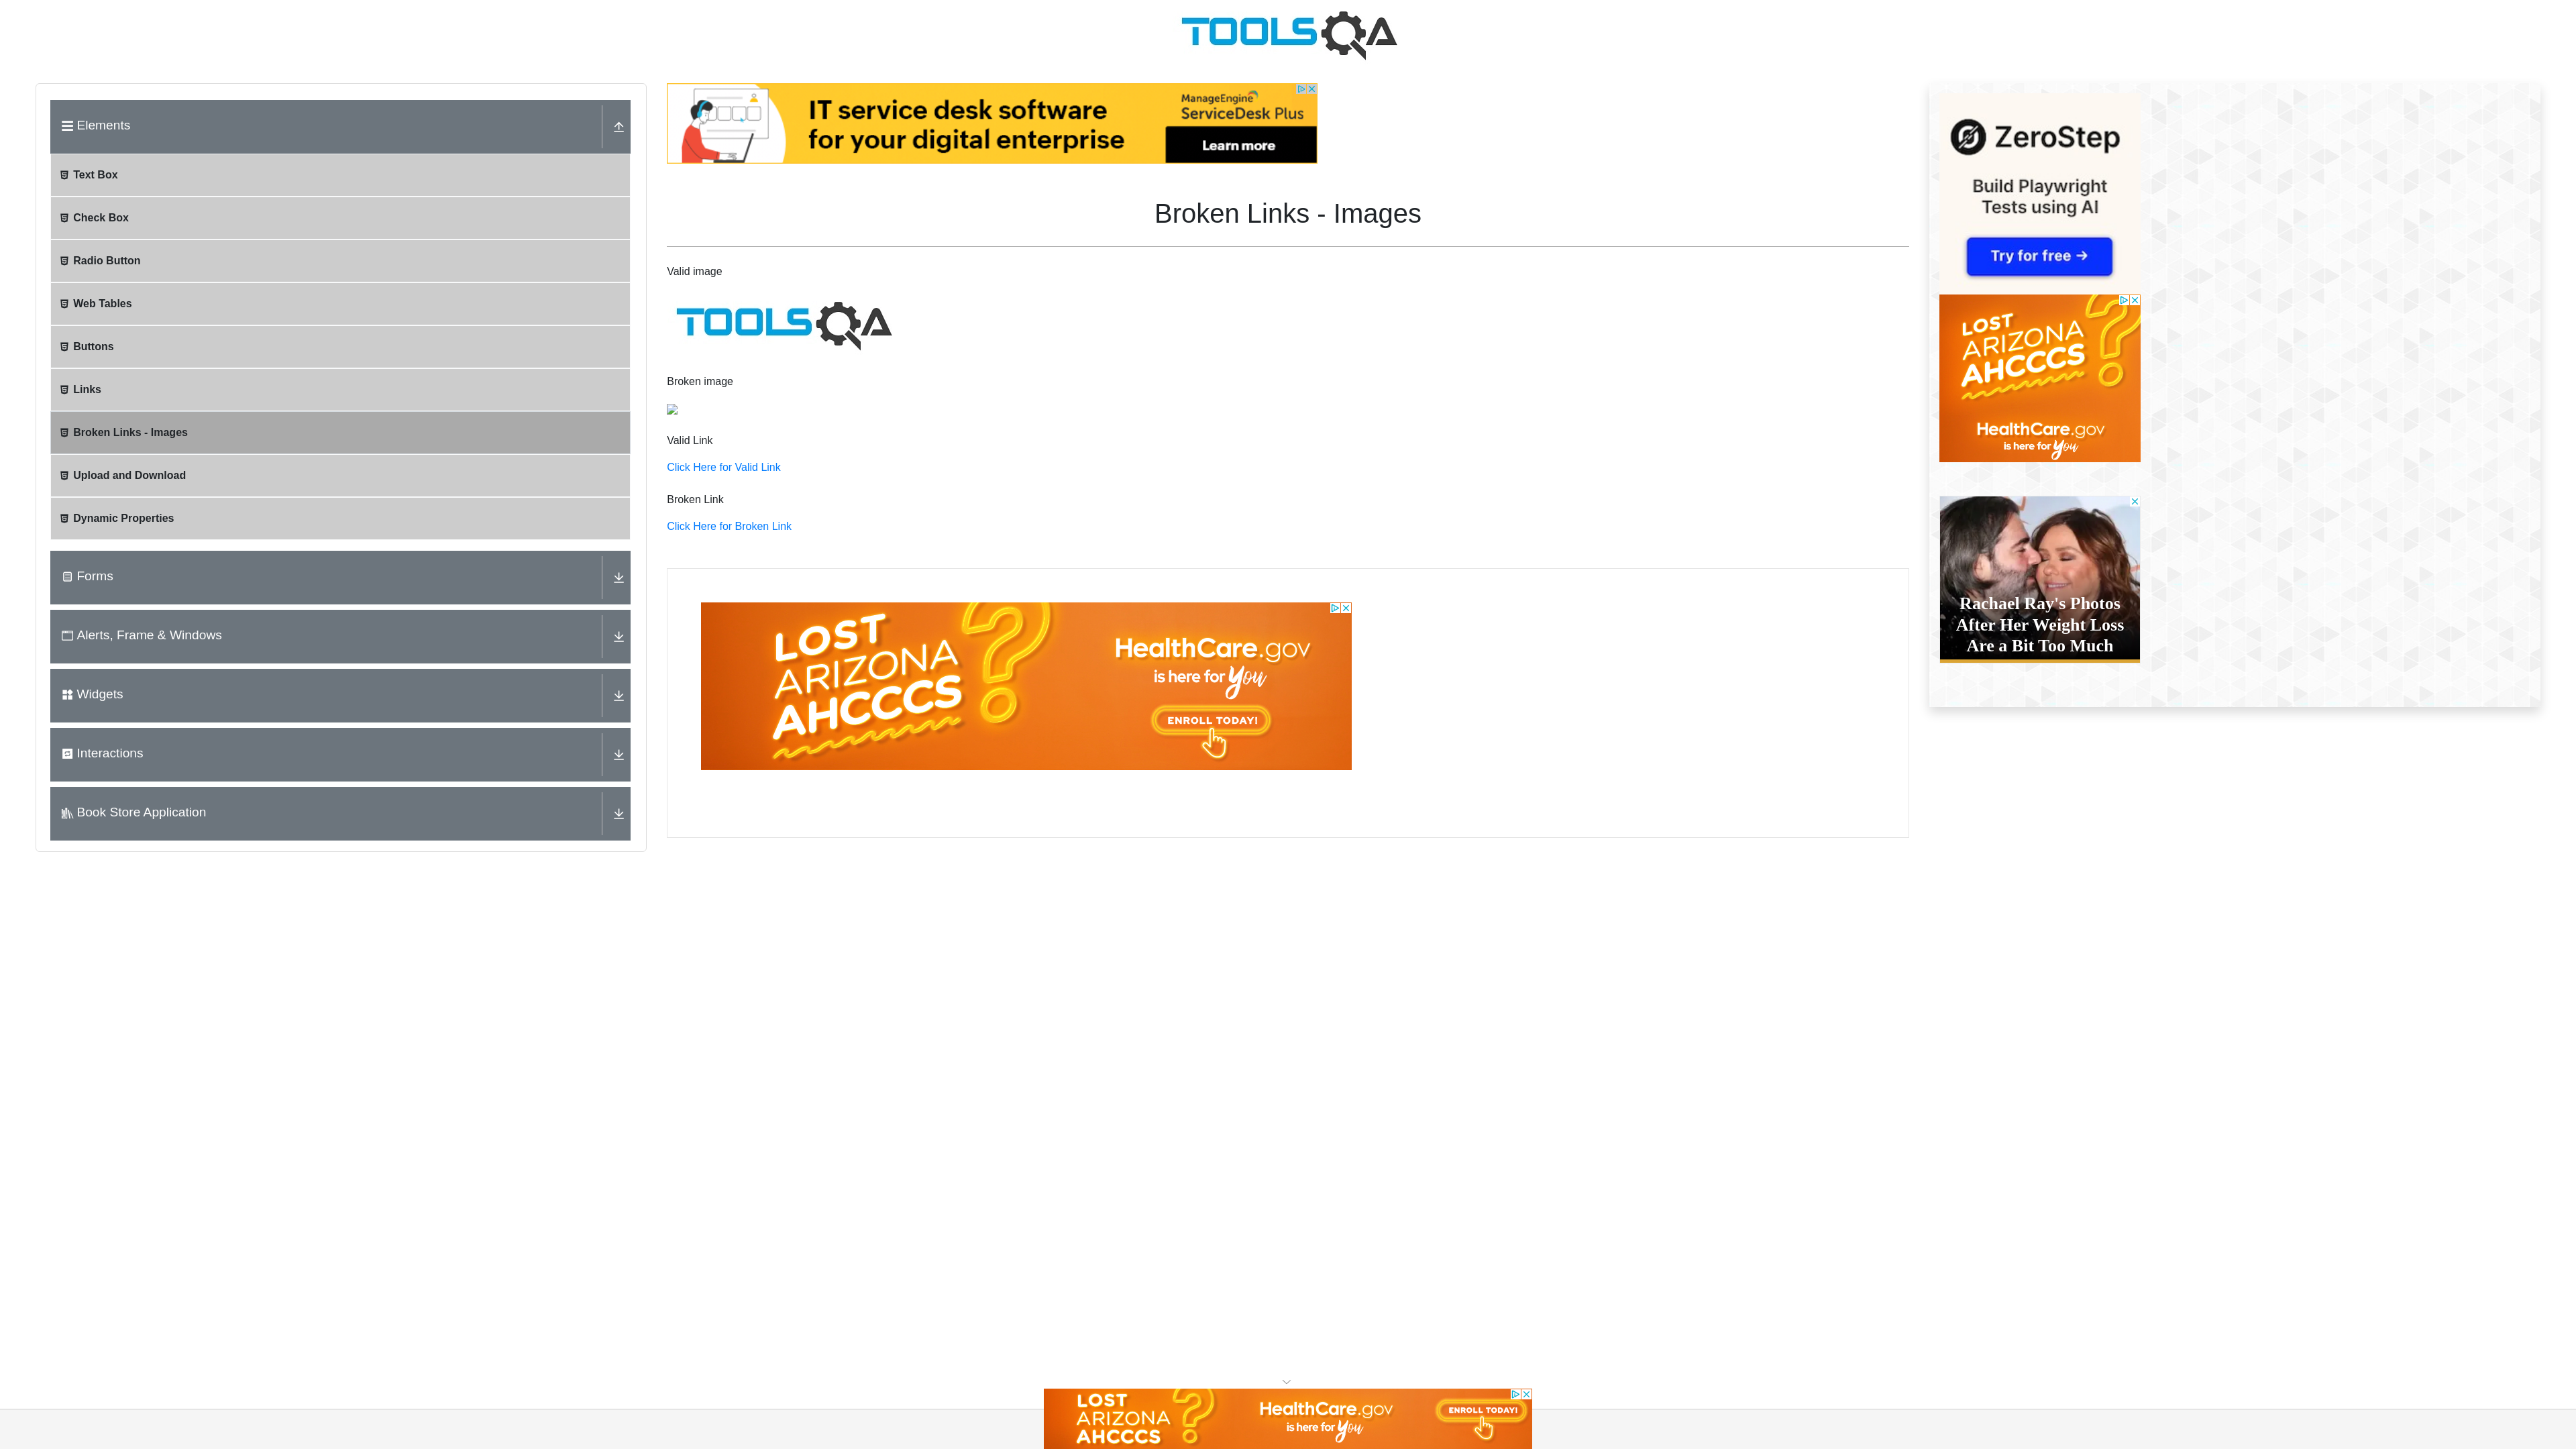 TOOLSQA
Elements
Text Box
Check Box
Radio Button
Web Tables
Buttons
Links
Broken Links - Images
Upload and Download
Dynamic Properties
Forms
Alerts, Frame & Windows
Widgets
Interactions
Book Store Application
IT service desk software
for your digital enterprise
ManageEngine
ServiceDesk Plus
Learn more
Broken Links - Images
Valid image
TOOLSQA
Broken image
Valid Link
Click Here for Valid Link
Broken Link
Click Here for Broken Link
LOST
ARIZONA
AHCCCS?
HealthCare.gov
is here for You
ENROLL TODAY!
ZeroStep
Build Playwright
Tests using AI
Try for free →
LOST
ARIZONA
AHCCCS?
HealthCare.gov
is here for You
Rachael Ray's Photos
After Her Weight Loss
Are a Bit Too Much
LOST
ARIZONA
AHCCCS?
HealthCare.gov
is here for You
ENROLL TODAY!